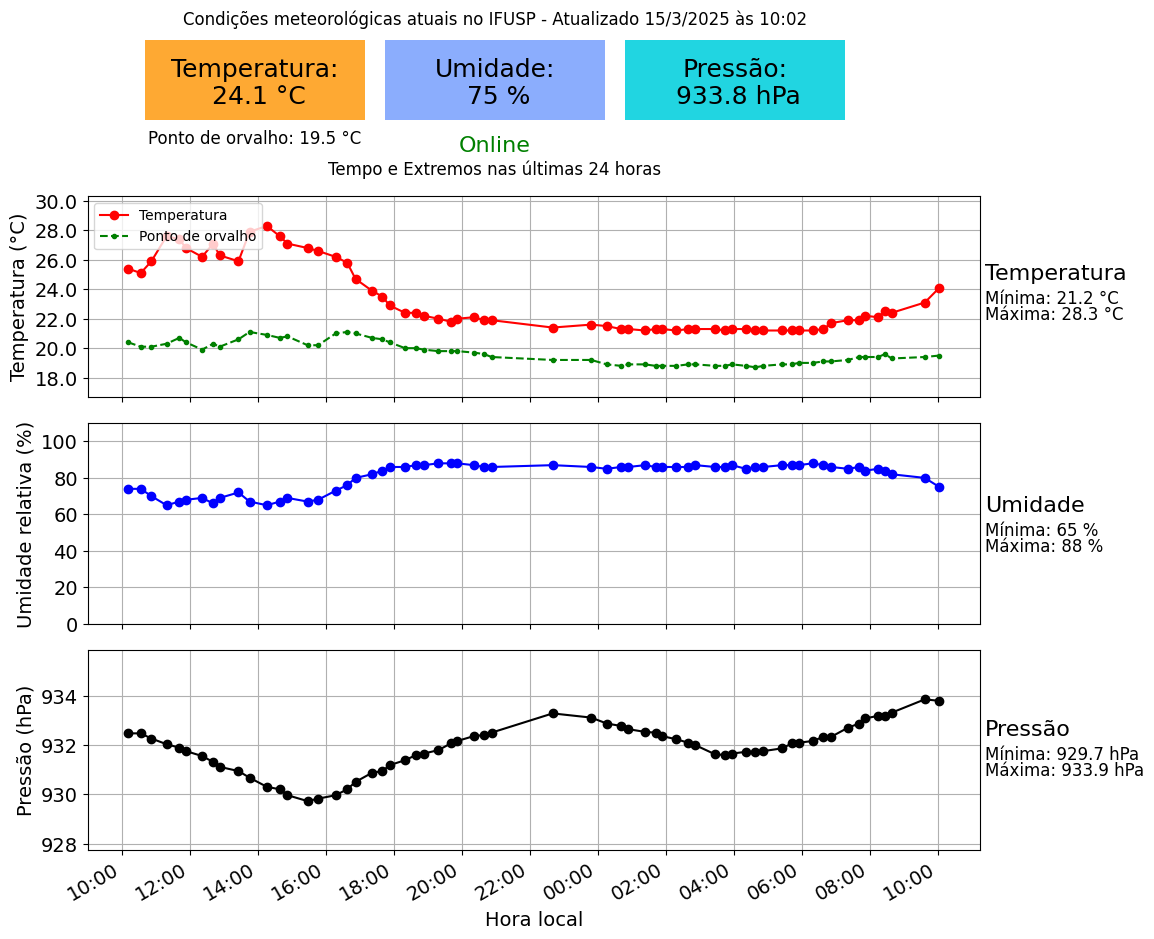 Condições meteorológicas atuais no IFUSP - Atualizado 15/3/2025 às 10:02
Temperatura:
24.1 °C
Umidade:
75 %
Pressão:
933.8 hPa
Ponto de orvalho: 19.5 °C
Online
Tempo e Extremos nas últimas 24 horas
Temperatura (°C)
30.0
28.0
26.0
24.0
22.0
20.0
18.0
Temperatura
Ponto de orvalho
Temperatura
Mínima: 21.2 °C
Máxima: 28.3 °C
Umidade relativa (%)
100
80
60
40
20
0
Umidade
Mínima: 65 %
Máxima: 88 %
Pressão (hPa)
934
932
930
928
Pressão
Mínima: 929.7 hPa
Máxima: 933.9 hPa
10:00
12:00
14:00
16:00
18:00
20:00
22:00
00:00
02:00
04:00
06:00
08:00
10:00
Hora local